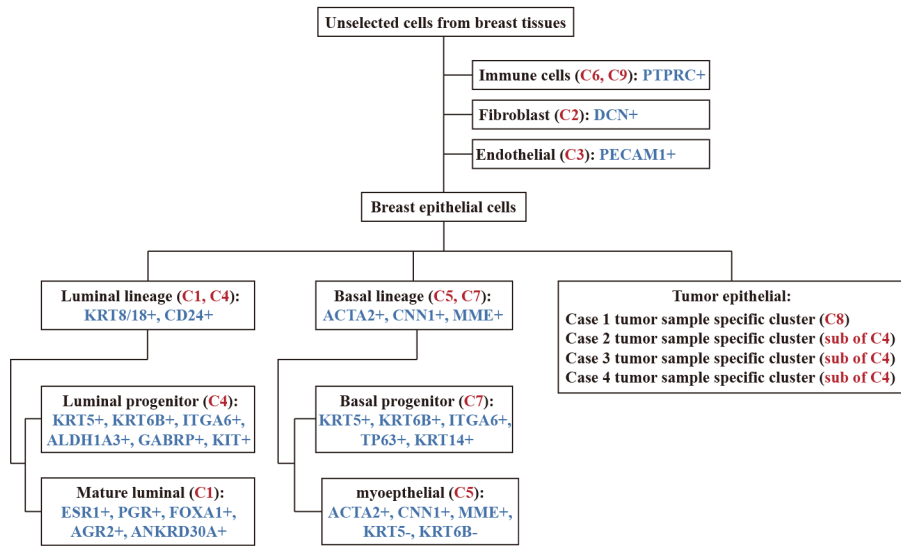 Unselected cells from breast tissues
Immune cells (C6, C9): PTPRC+
Fibroblast (C2): DCN+
Endothelial (C3): PECAM1+
Breast epithelial cells
Luminal lineage (C1, C4):
KRT8/18+, CD24+
Basal lineage (C5, C7):
ACTA2+, CNN1+, MME+
Tumor epithelial:
Case 1 tumor sample specific cluster (C8)
Case 2 tumor sample specific cluster (sub of C4)
Case 3 tumor sample specific cluster (sub of C4)
Case 4 tumor sample specific cluster (sub of C4)
Luminal progenitor (C4):
KRT5+, KRT6B+, ITGA6+,
ALDH1A3+, GABRP+, KIT+
Basal progenitor (C7):
KRT5+, KRT6B+, ITGA6+,
TP63+, KRT14+
Mature luminal (C1):
ESR1+, PGR+, FOXA1+,
AGR2+, ANKRD30A+
myoepthelial (C5):
ACTA2+, CNN1+, MME+,
KRT5-, KRT6B-